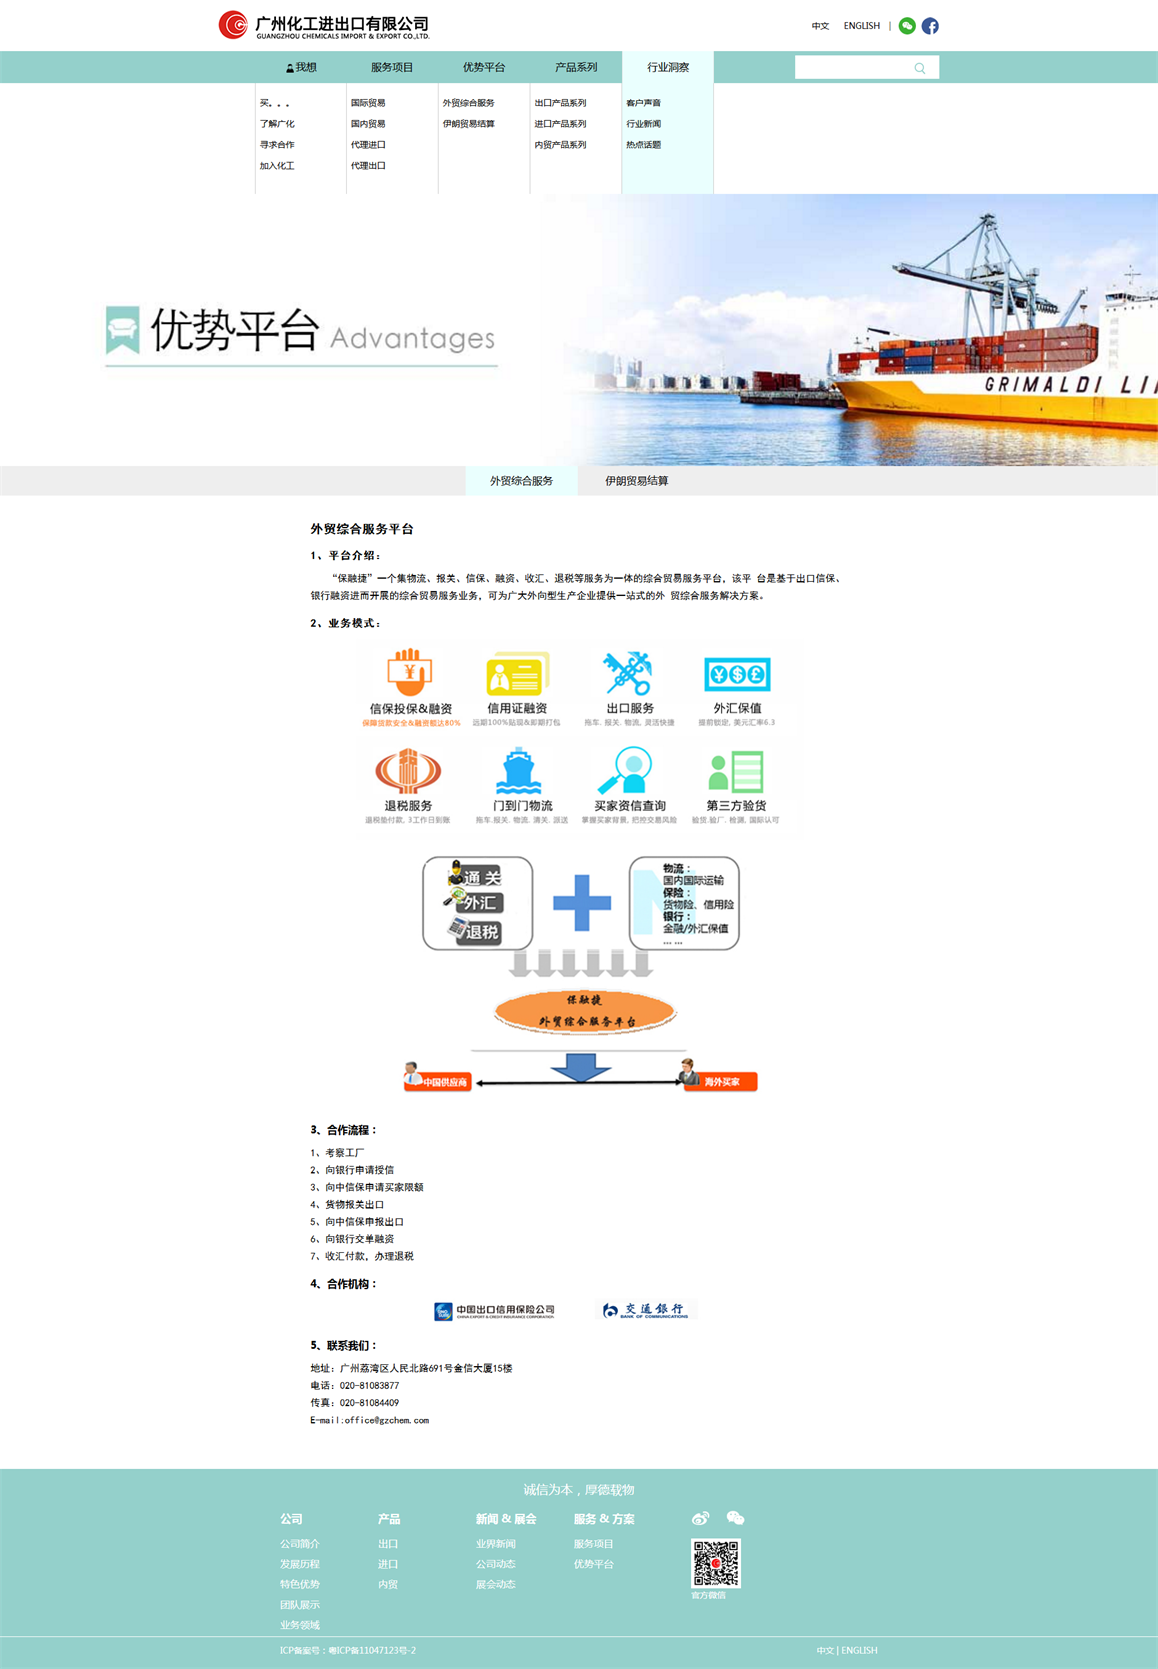 广州化工进出口有限公司
GUANGZHOU CHEMICALS IMPORT & EXPORT CO.,LTD.
中文 ENGLISH |
我想 服务项目 优势平台 产品系列 行业洞察
买。。。 国际贸易 外贸综合服务 出口产品系列 客户声音
了解广化 国内贸易 伊朗贸易结算 进口产品系列 行业新闻
寻求合作 代理进口 内贸产品系列 热点话题
加入化工 代理出口
优势平台 Advantages
GRIMALDI LI
外贸综合服务 伊朗贸易结算
外贸综合服务平台
1、平台介绍：
“保融捷”一个集物流、报关、信保、融资、收汇、退税等服务为一体的综合贸易服务平台，该平 台是基于出口信保、
银行融资进而开展的综合贸易服务业务，可为广大外向型生产企业提供一站式的外 贸综合服务解决方案。
2、业务模式：
信保投保&融资 信用证融资 出口服务 外汇保值
保障货款安全&融资额达80% 远期100%贴现&即期打包 拖车. 报关. 物流, 灵活快捷 提前锁定, 美元汇率6.3
退税服务 门到门物流 买家资信查询 第三方验货
退税垫付款, 3工作日到账 拖车.报关. 物流. 清关. 派送 掌握买家背景, 把控交易风险 验货.验厂. 检测, 国际认可
通关
外汇
退税
物流：
国内国际运输
保险：
货物险、信用险
银行：
金融/外汇保值
... ...
保融捷
外贸综合服务平台
中国供应商 海外买家
3、合作流程：
1、考察工厂
2、向银行申请授信
3、向中信保申请买家限额
4、货物报关出口
5、向中信保申报出口
6、向银行交单融资
7、收汇付款，办理退税
4、合作机构：
中国出口信用保险公司 交通银行
CHINA EXPORT & CREDIT INSURANCE CORPORATION BANK OF COMMUNICATIONS
5、联系我们：
地址：广州荔湾区人民北路691号金信大厦15楼
电话：020-81083877
传真：020-81084409
E-mail:office@gzchem.com
诚信为本，厚德载物
公司 产品 新闻 & 展会 服务 & 方案
公司简介 出口 业界新闻 服务项目
发展历程 进口 公司动态 优势平台
特色优势 内贸 展会动态
官方微信
团队展示
业务领域
ICP备案号：粤ICP备11047123号-2 中文 | ENGLISH